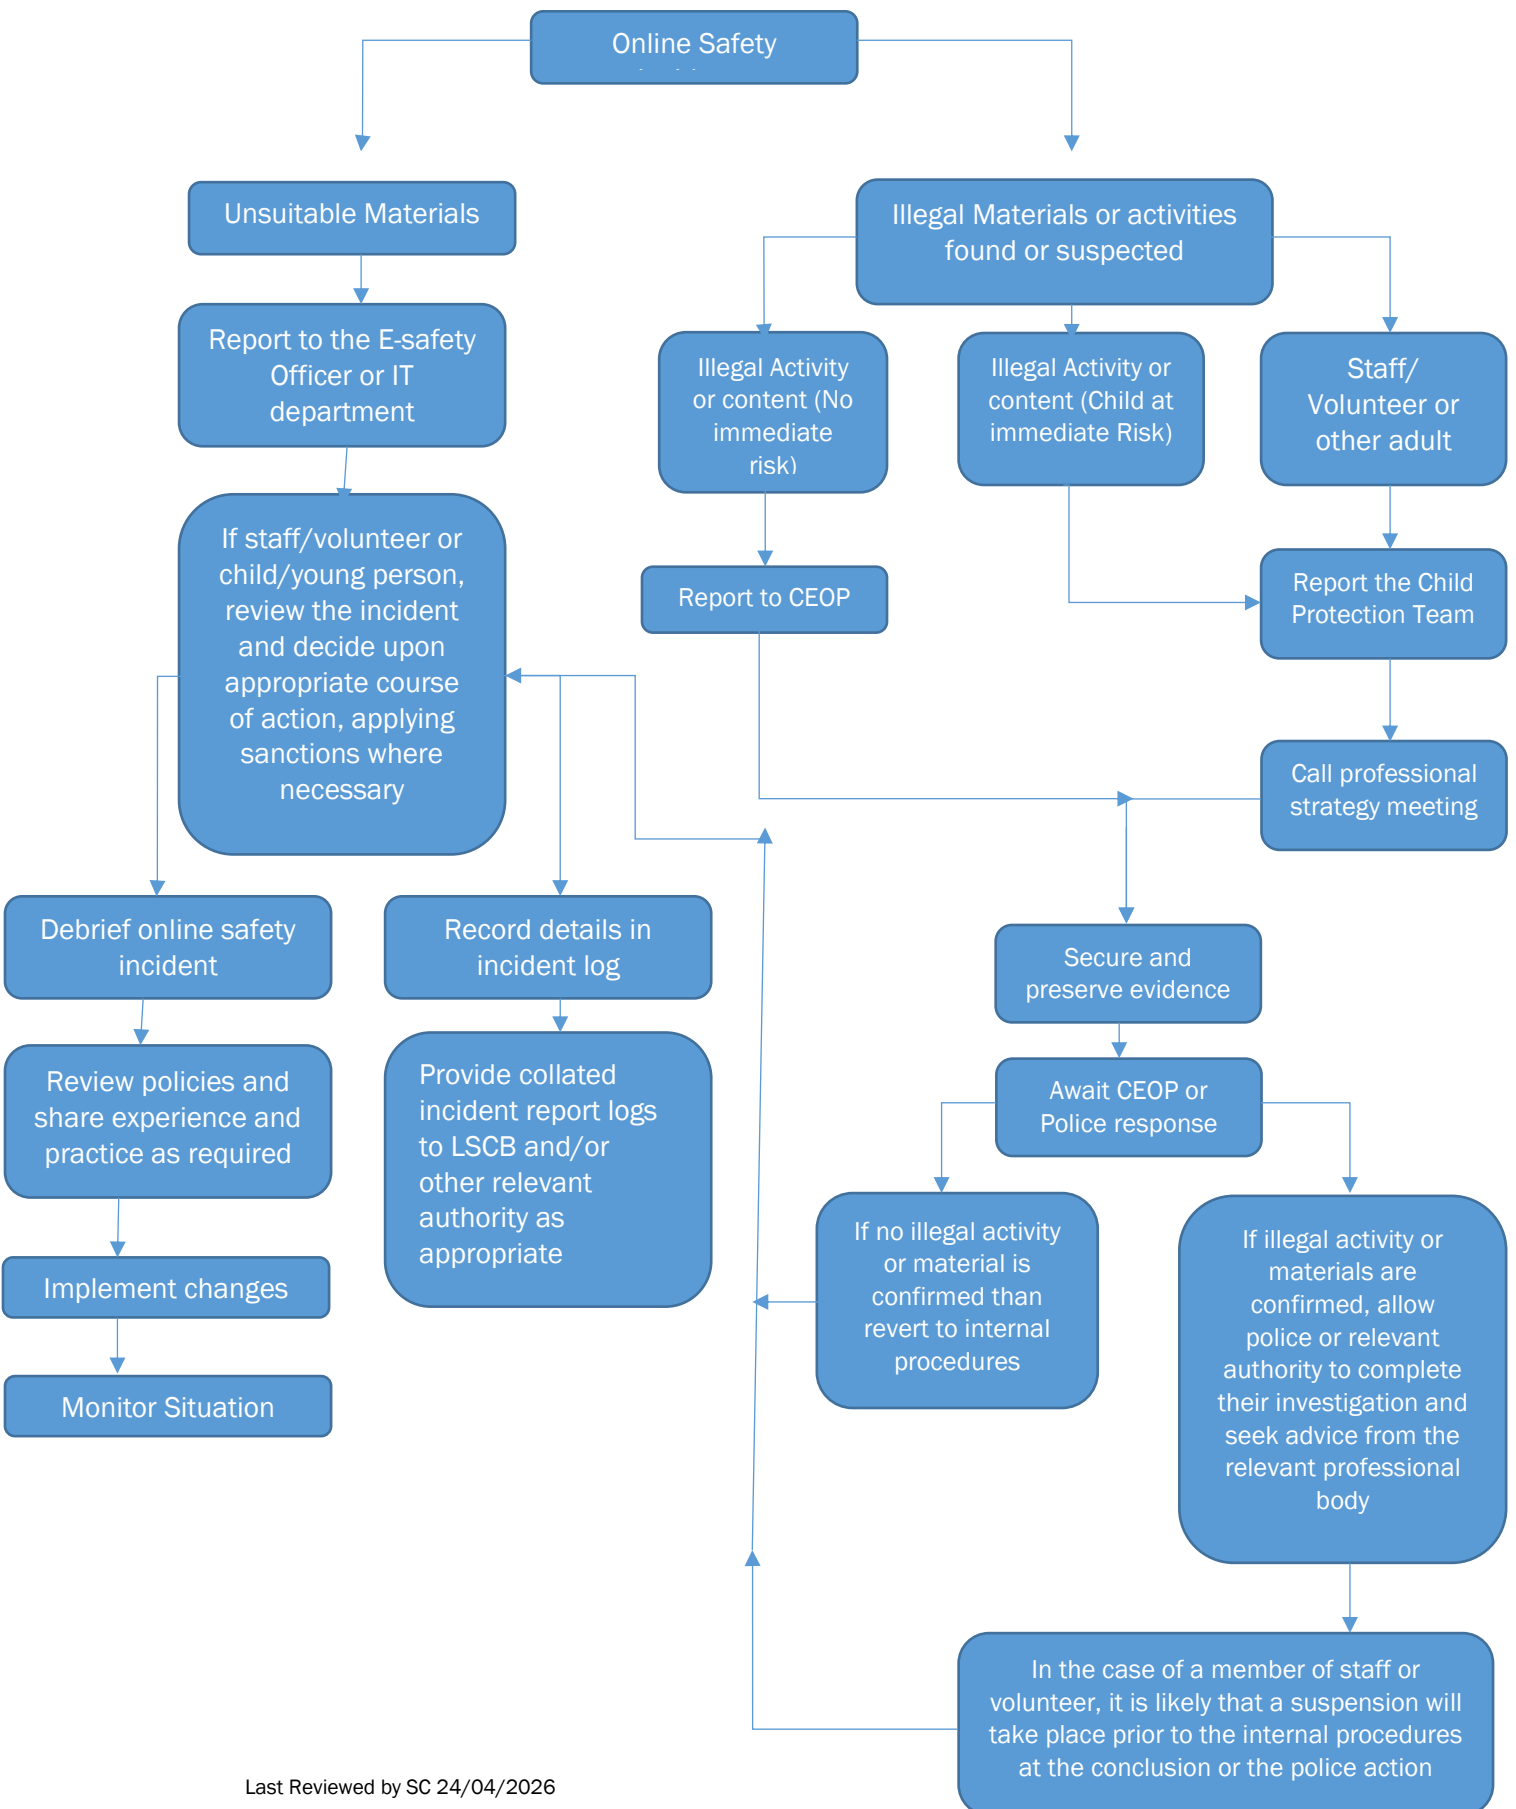 Online Safety
Unsuitable Materials
Illegal Materials or activities
found or suspected
Report to the E-safety
Officer or IT
department
Illegal Activity
or content (No
immediate
risk)
Illegal Activity or
content (Child at
immediate Risk)
Staff/
Volunteer or
other adult
If staff/volunteer or
child/young person,
review the incident
and decide upon
appropriate course
of action, applying
sanctions where
necessary
Report to CEOP
Report the Child
Protection Team
Call professional
strategy meeting
Debrief online safety
incident
Record details in
incident log
Secure and
preserve evidence
Review policies and
share experience and
practice as required
Provide collated
incident report logs
to LSCB and/or
other relevant
authority as
appropriate
Await CEOP or
Police response
If no illegal activity
or material is
confirmed than
revert to internal
procedures
If illegal activity or
materials are
confirmed, allow
police or relevant
authority to complete
their investigation and
seek advice from the
relevant professional
body
Implement changes
Monitor Situation
In the case of a member of staff or
volunteer, it is likely that a suspension will
take place prior to the internal procedures
at the conclusion or the police action
Last Reviewed by SC 24/04/2026